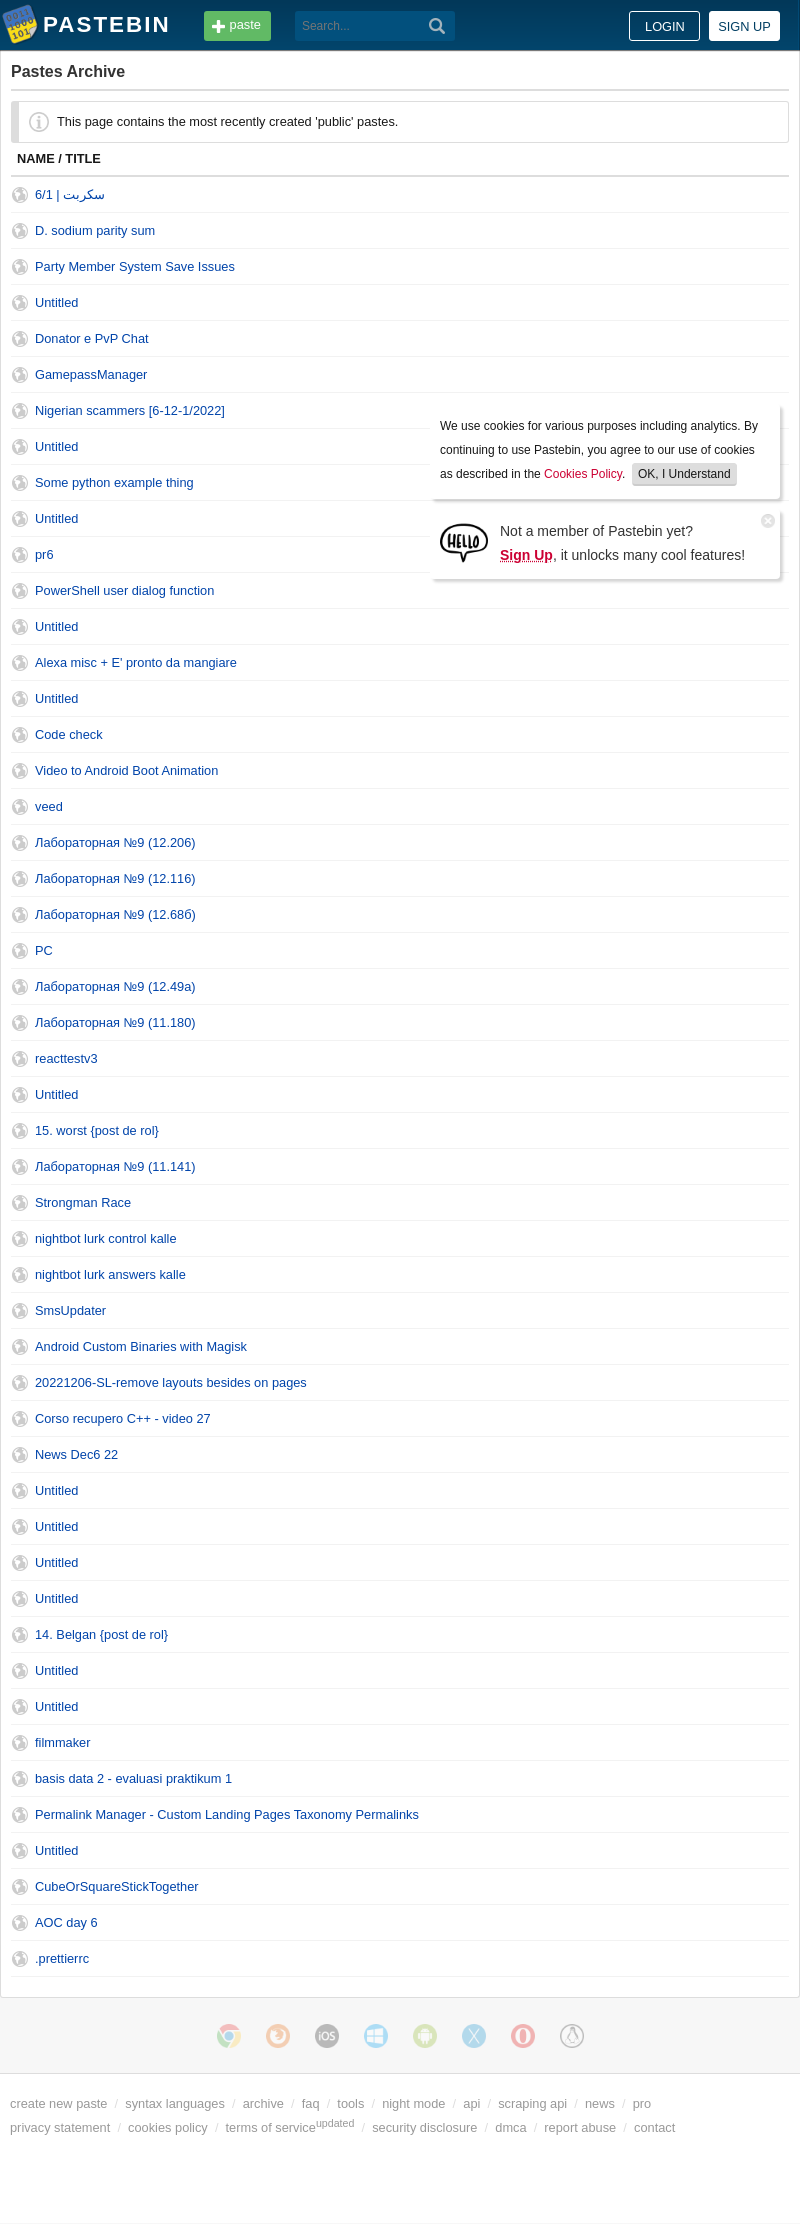 PASTEBIN
paste
Search...
LOGIN
SIGN UP
Pastes Archive
This page contains the most recently created 'public' pastes.
NAME / TITLE
سكربت | 6/1
D. sodium parity sum
Party Member System Save Issues
Untitled
Donator e PvP Chat
GamepassManager
Nigerian scammers [6-12-1/2022]
Untitled
Some python example thing
Untitled
pr6
PowerShell user dialog function
Untitled
Alexa misc + E' pronto da mangiare
Untitled
Code check
Video to Android Boot Animation
veed
Лабораторная №9 (12.206)
Лабораторная №9 (12.116)
Лабораторная №9 (12.68б)
PC
Лабораторная №9 (12.49а)
Лабораторная №9 (11.180)
reacttestv3
Untitled
15. worst {post de rol}
Лабораторная №9 (11.141)
Strongman Race
nightbot lurk control kalle
nightbot lurk answers kalle
SmsUpdater
Android Custom Binaries with Magisk
20221206-SL-remove layouts besides on pages
Corso recupero C++ - video 27
News Dec6 22
Untitled
Untitled
Untitled
Untitled
14. Belgan {post de rol}
Untitled
Untitled
filmmaker
basis data 2 - evaluasi praktikum 1
Permalink Manager - Custom Landing Pages Taxonomy Permalinks
Untitled
CubeOrSquareStickTogether
AOC day 6
.prettierrc
We use cookies for various purposes including analytics. By
continuing to use Pastebin, you agree to our use of cookies
as described in the Cookies Policy. OK, I Understand
HELLO
Not a member of Pastebin yet?
Sign Up, it unlocks many cool features!
iOS
create new paste / syntax languages / archive / faq / tools / night mode / api / scraping api / news / pro
privacy statement / cookies policy / terms of service updated / security disclosure / dmca / report abuse / contact